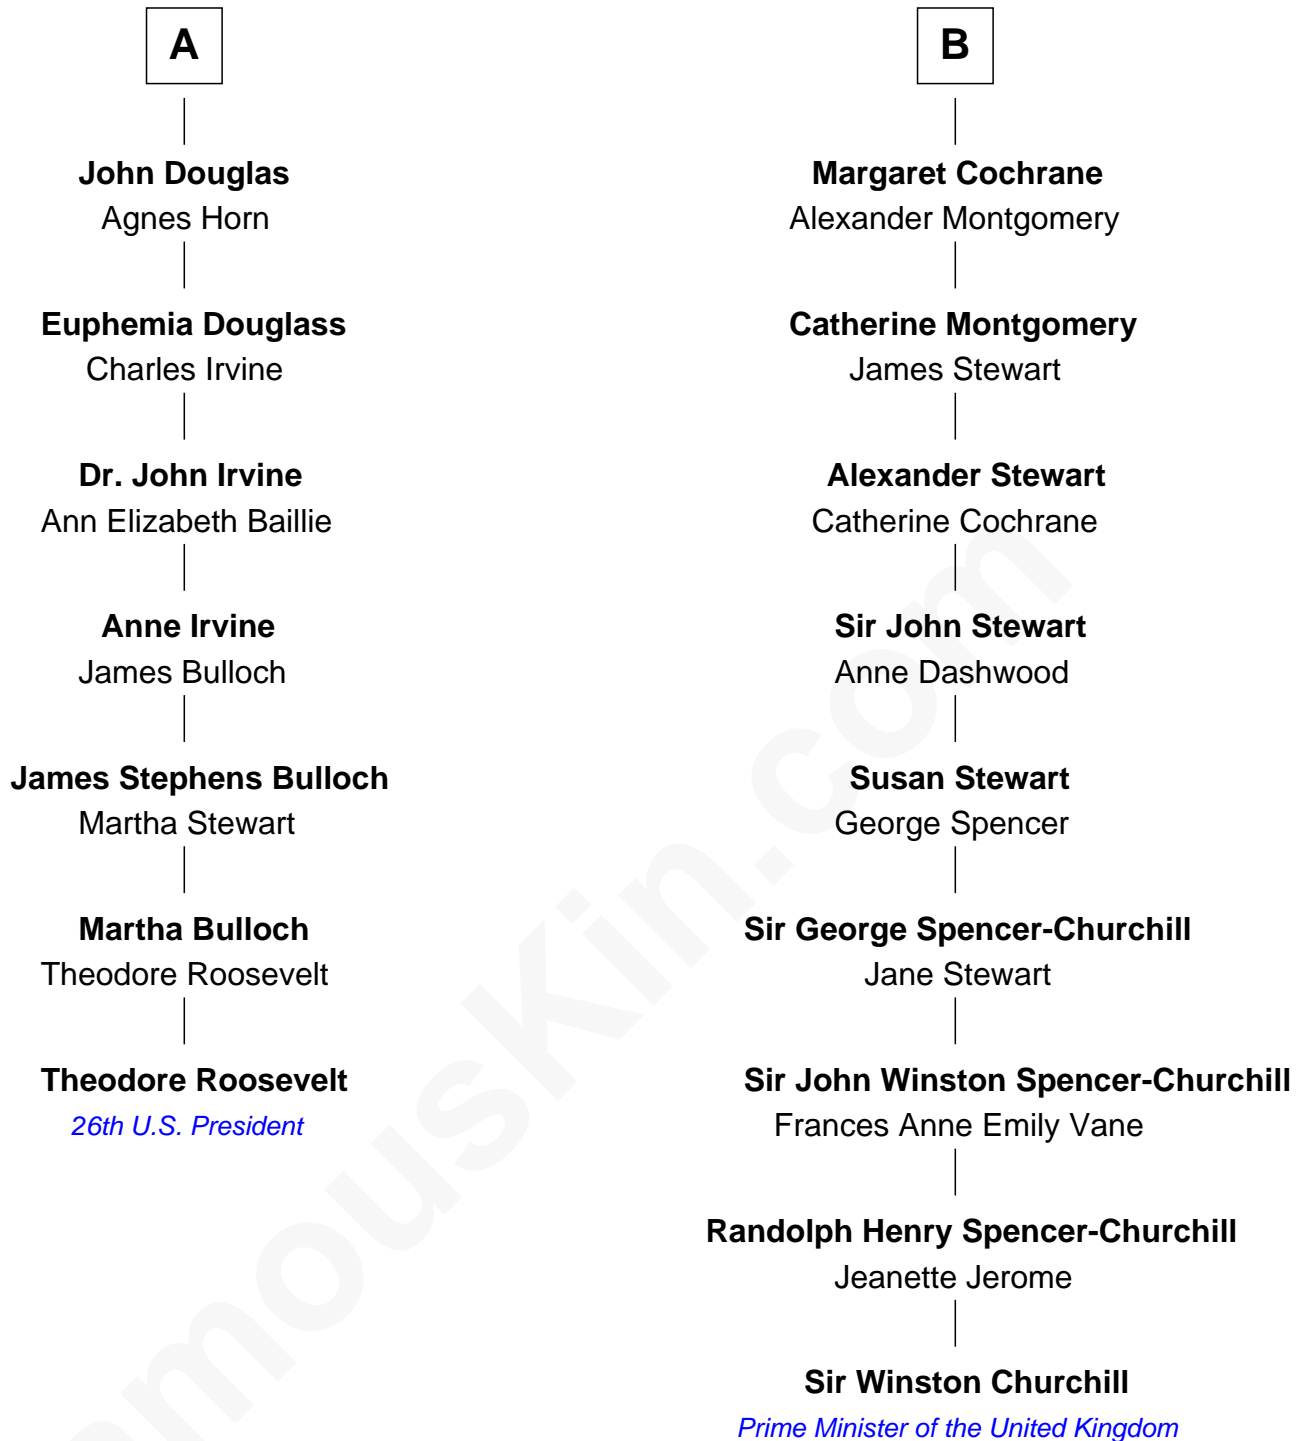 A
John Douglas
Agnes Horn
Euphemia Douglass
Charles Irvine
Dr. John Irvine
Ann Elizabeth Baillie
Anne Irvine
James Bulloch
James Stephens Bulloch
Martha Stewart
Martha Bulloch
Theodore Roosevelt
Theodore Roosevelt
26th U.S. President
B
Margaret Cochrane
Alexander Montgomery
Catherine Montgomery
James Stewart
Alexander Stewart
Catherine Cochrane
Sir John Stewart
Anne Dashwood
Susan Stewart
George Spencer
Sir George Spencer-Churchill
Jane Stewart
Sir John Winston Spencer-Churchill
Frances Anne Emily Vane
Randolph Henry Spencer-Churchill
Jeanette Jerome
Sir Winston Churchill
Prime Minister of the United Kingdom
amousKin.com